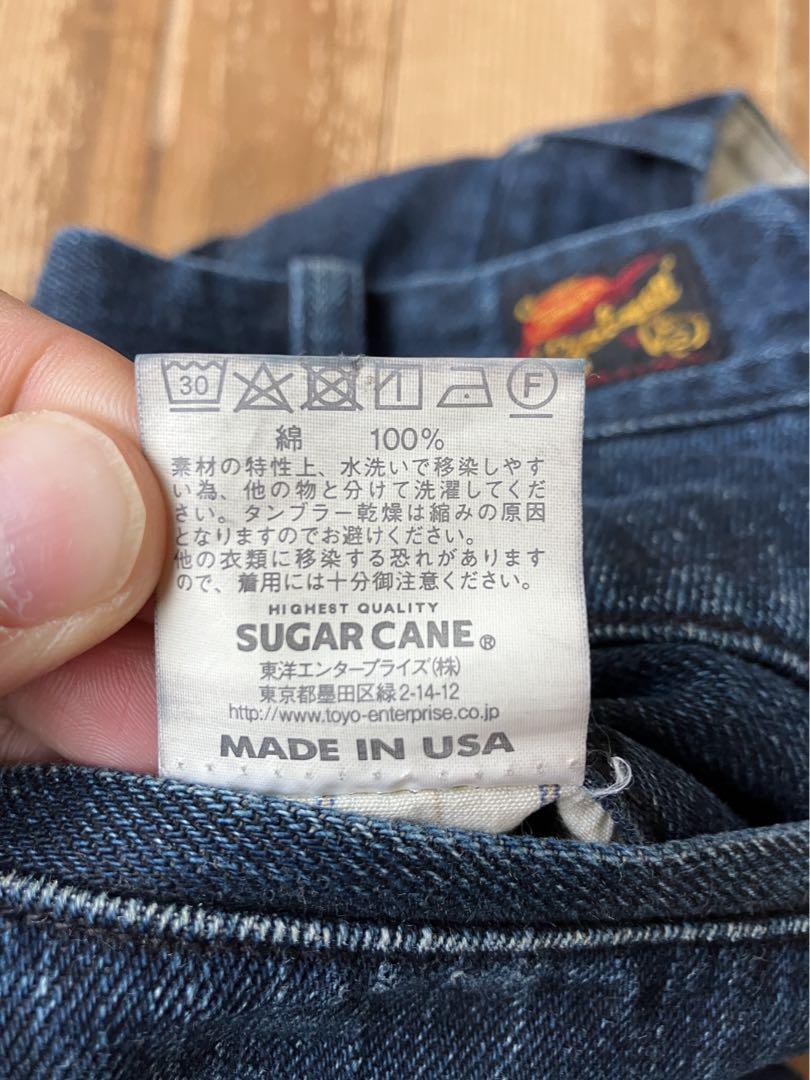 30 F
綿 100%
素材の特性上、水洗いで移染しやす
い為、他の物と分けて洗濯してくだ
さい。タンブラー乾燥は縮みの原因
となりますのでお避けください。
他の衣類に移染する恐れがあります
ので、着用には十分御注意ください。
HIGHEST QUALITY
SUGAR CANE®
東洋エンタープライズ(株)
東京都墨田区緑2-14-12
http://www.toyo-enterprise.co.jp
MADE IN USA